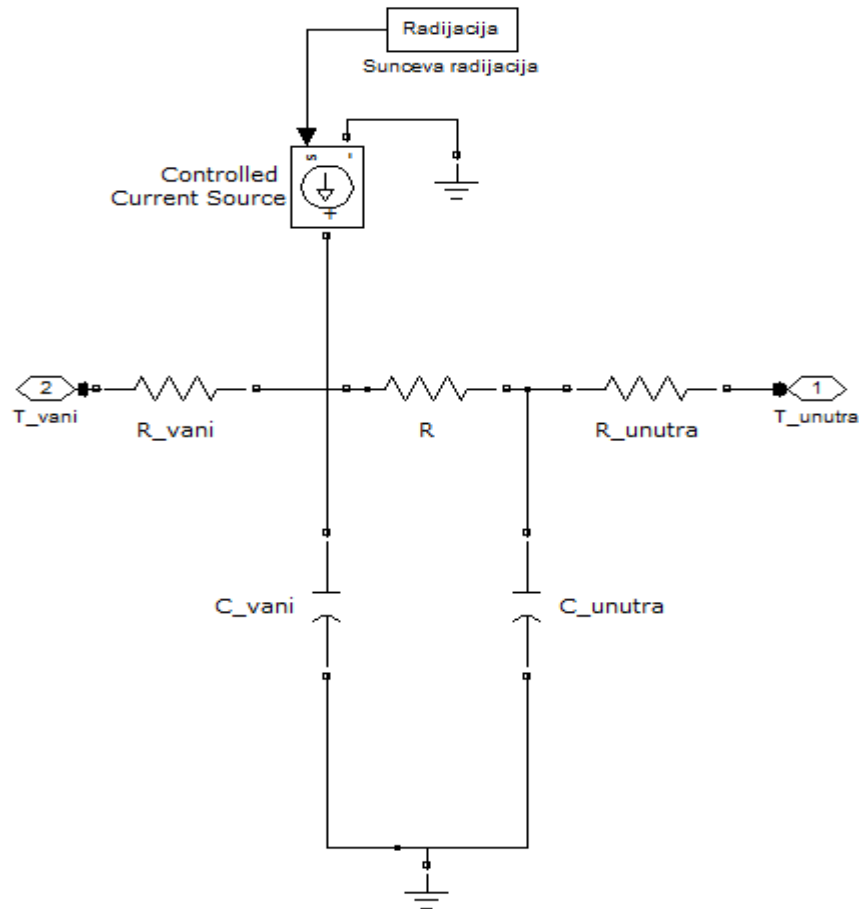 Radijacija
Sunceva radijacija
s -
Controlled
Current Source
+
2
1
T_vani
T_unutra
R_vani
R
R_unutra
C_vani
C_unutra